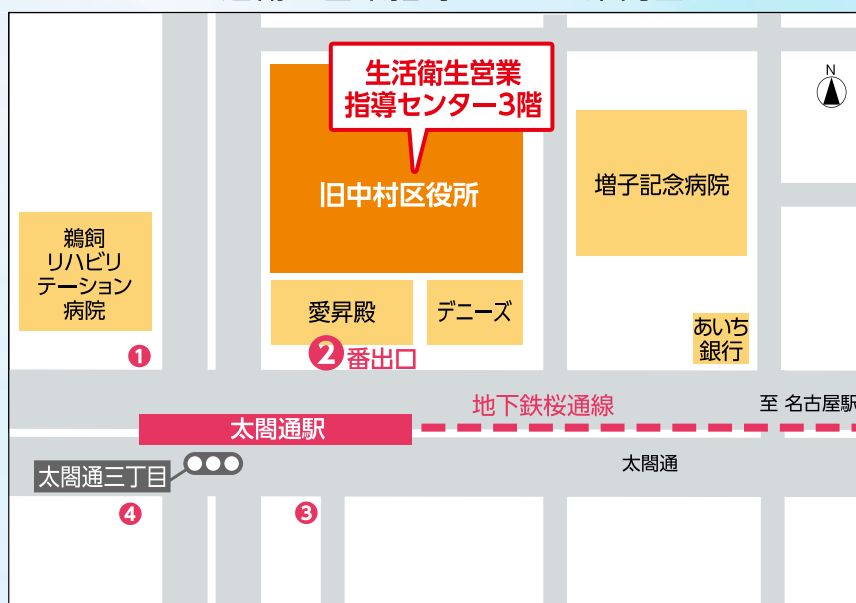 N
生活衛生営業
指導センター3階
旧中村区役所
増子記念病院
鵜飼
リハビリ
テーション
病院
愛昇殿
デニーズ
あいち
銀行
1
2番出口
地下鉄桜通線
至 名古屋駅
太閤通駅
太閤通
太閤通三丁目
4
3